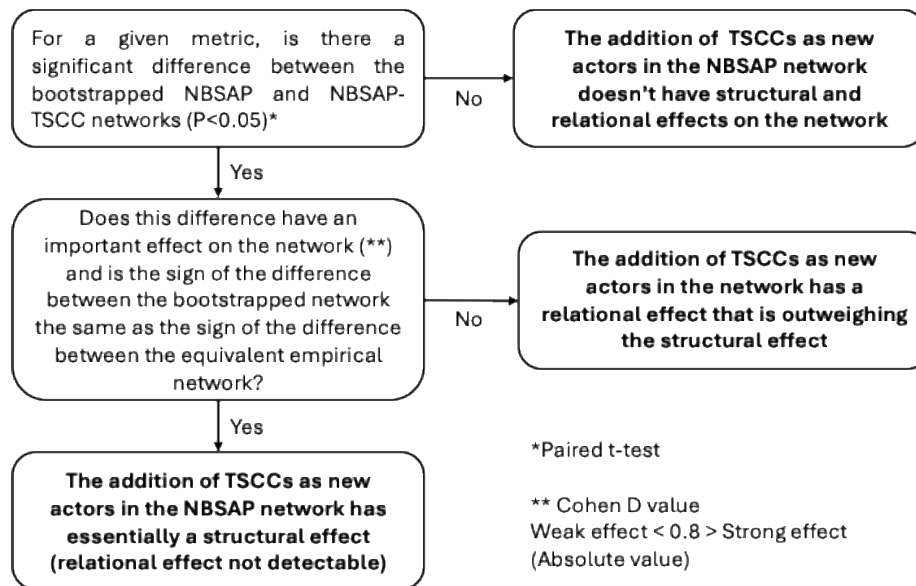 For a given metric, is there a
significant difference between the
bootstrapped NBSAP and NBSAP-
TSCC networks (P<0.05)*
No
The addition of TSCCs as new
actors in the NBSAP network
doesn't have structural and
relational effects on the network
Yes
Does this difference have an
important effect on the network (**)
and is the sign of the difference
between the bootstrapped network
the same as the sign of the difference
between the equivalent empirical
network?
No
The addition of TSCCs as new
actors in the network has a
relational effect that is outweighing
the structural effect
Yes
The addition of TSCCs as new
actors in the NBSAP network has
essentially a structural effect
(relational effect not detectable)
*Paired t-test
** Cohen D value
Weak effect < 0.8 > Strong effect
(Absolute value)